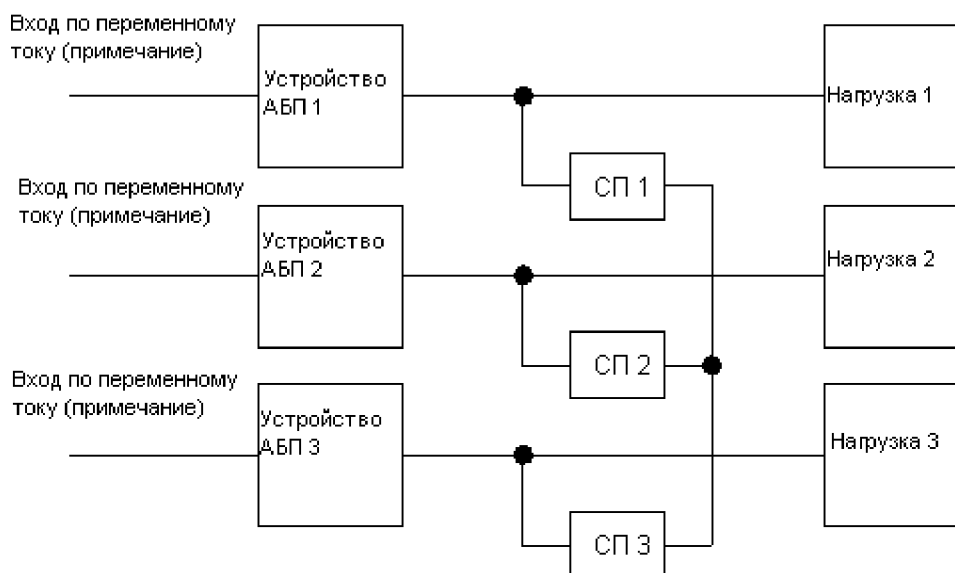 Вход по переменному
току (примечание)
Устройство
АБП 1
Нагрузка 1
СП 1
Вход по переменному
току (примечание)
Устройство
АБП 2
Нагрузка 2
СП 2
Вход по переменному
току (примечание)
Устройство
АБП 3
Нагрузка 3
СП 3